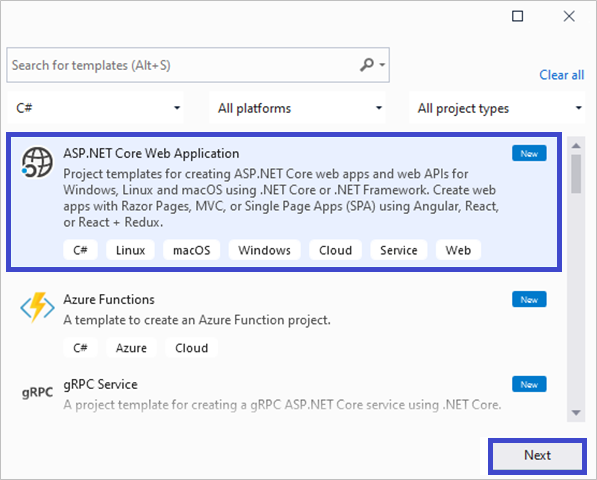 Search for templates (Alt+S)
Clear all
C# All platforms All project types
ASP.NET Core Web Application New
Project templates for creating ASP.NET Core web apps and web APIs for
Windows, Linux and macOS using .NET Core or .NET Framework. Create web
apps with Razor Pages, MVC, or Single Page Apps (SPA) using Angular, React,
or React + Redux.
C# Linux macOS Windows Cloud Service Web
Azure Functions New
A template to create an Azure Function project.
C# Azure Cloud
gRPC gRPC Service New
A project template for creating a gRPC ASP.NET Core service using .NET Core.
Next